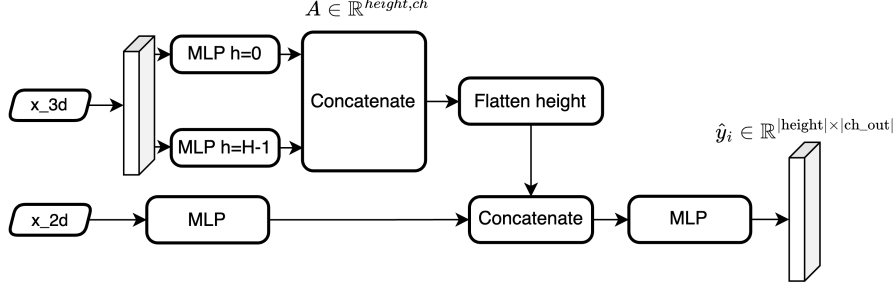 A ∈ ℝ^{height,ch}
MLP h=0
x_3d
Concatenate
Flatten height
MLP h=H-1
ŷ_i ∈ ℝ^{|height|×|ch_out|}
x_2d
MLP
Concatenate
MLP